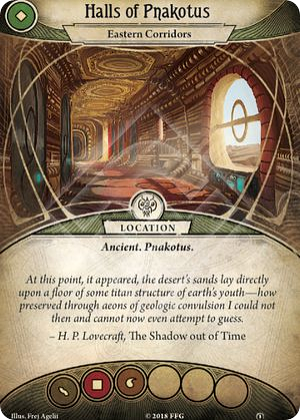 Halls of Pnakotus
Eastern Corridors
LOCATION
Ancient. Pnakotus.
At this point, it appeared, the desert's sands lay directly
upon a floor of some titan structure of earth's youth—how
preserved through aeons of geologic convulsion I could not
then and cannot now even attempt to guess.
– H. P. Lovecraft, The Shadow out of Time
Illus. Frej Agelii
© 2018 FFG